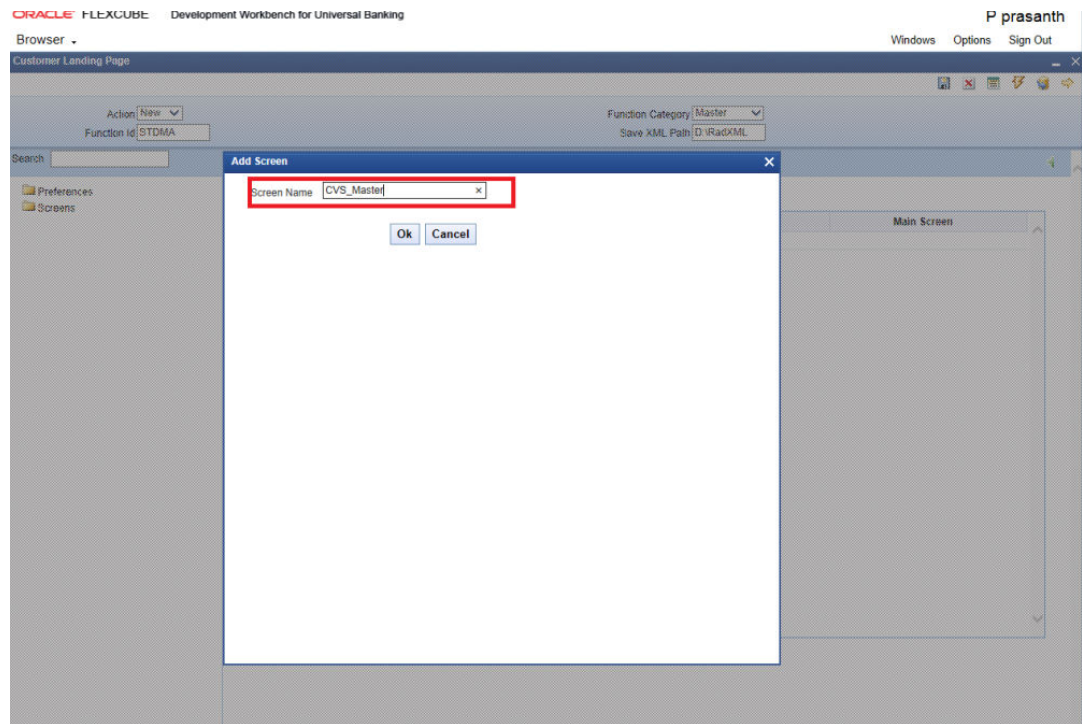 ORACLE FLEXCUBE Development Workbench for Universal Banking P prasanth
Browser Windows Options Sign Out
Customer Landing Page
Action New Function Category Master
Function Id STDMA Save XML Path D:\RadXML
Search Add Screen
Preferences Screen Name CVS_Master
Screens Main Screen
Ok Cancel